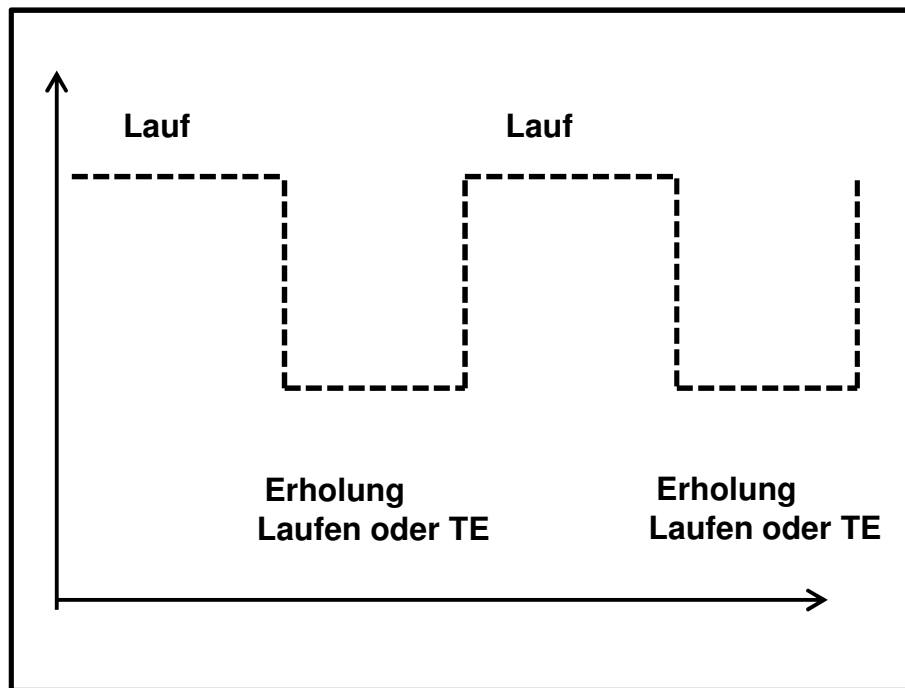 Lauf
Lauf
Erholung
Laufen oder TE
Erholung
Laufen oder TE